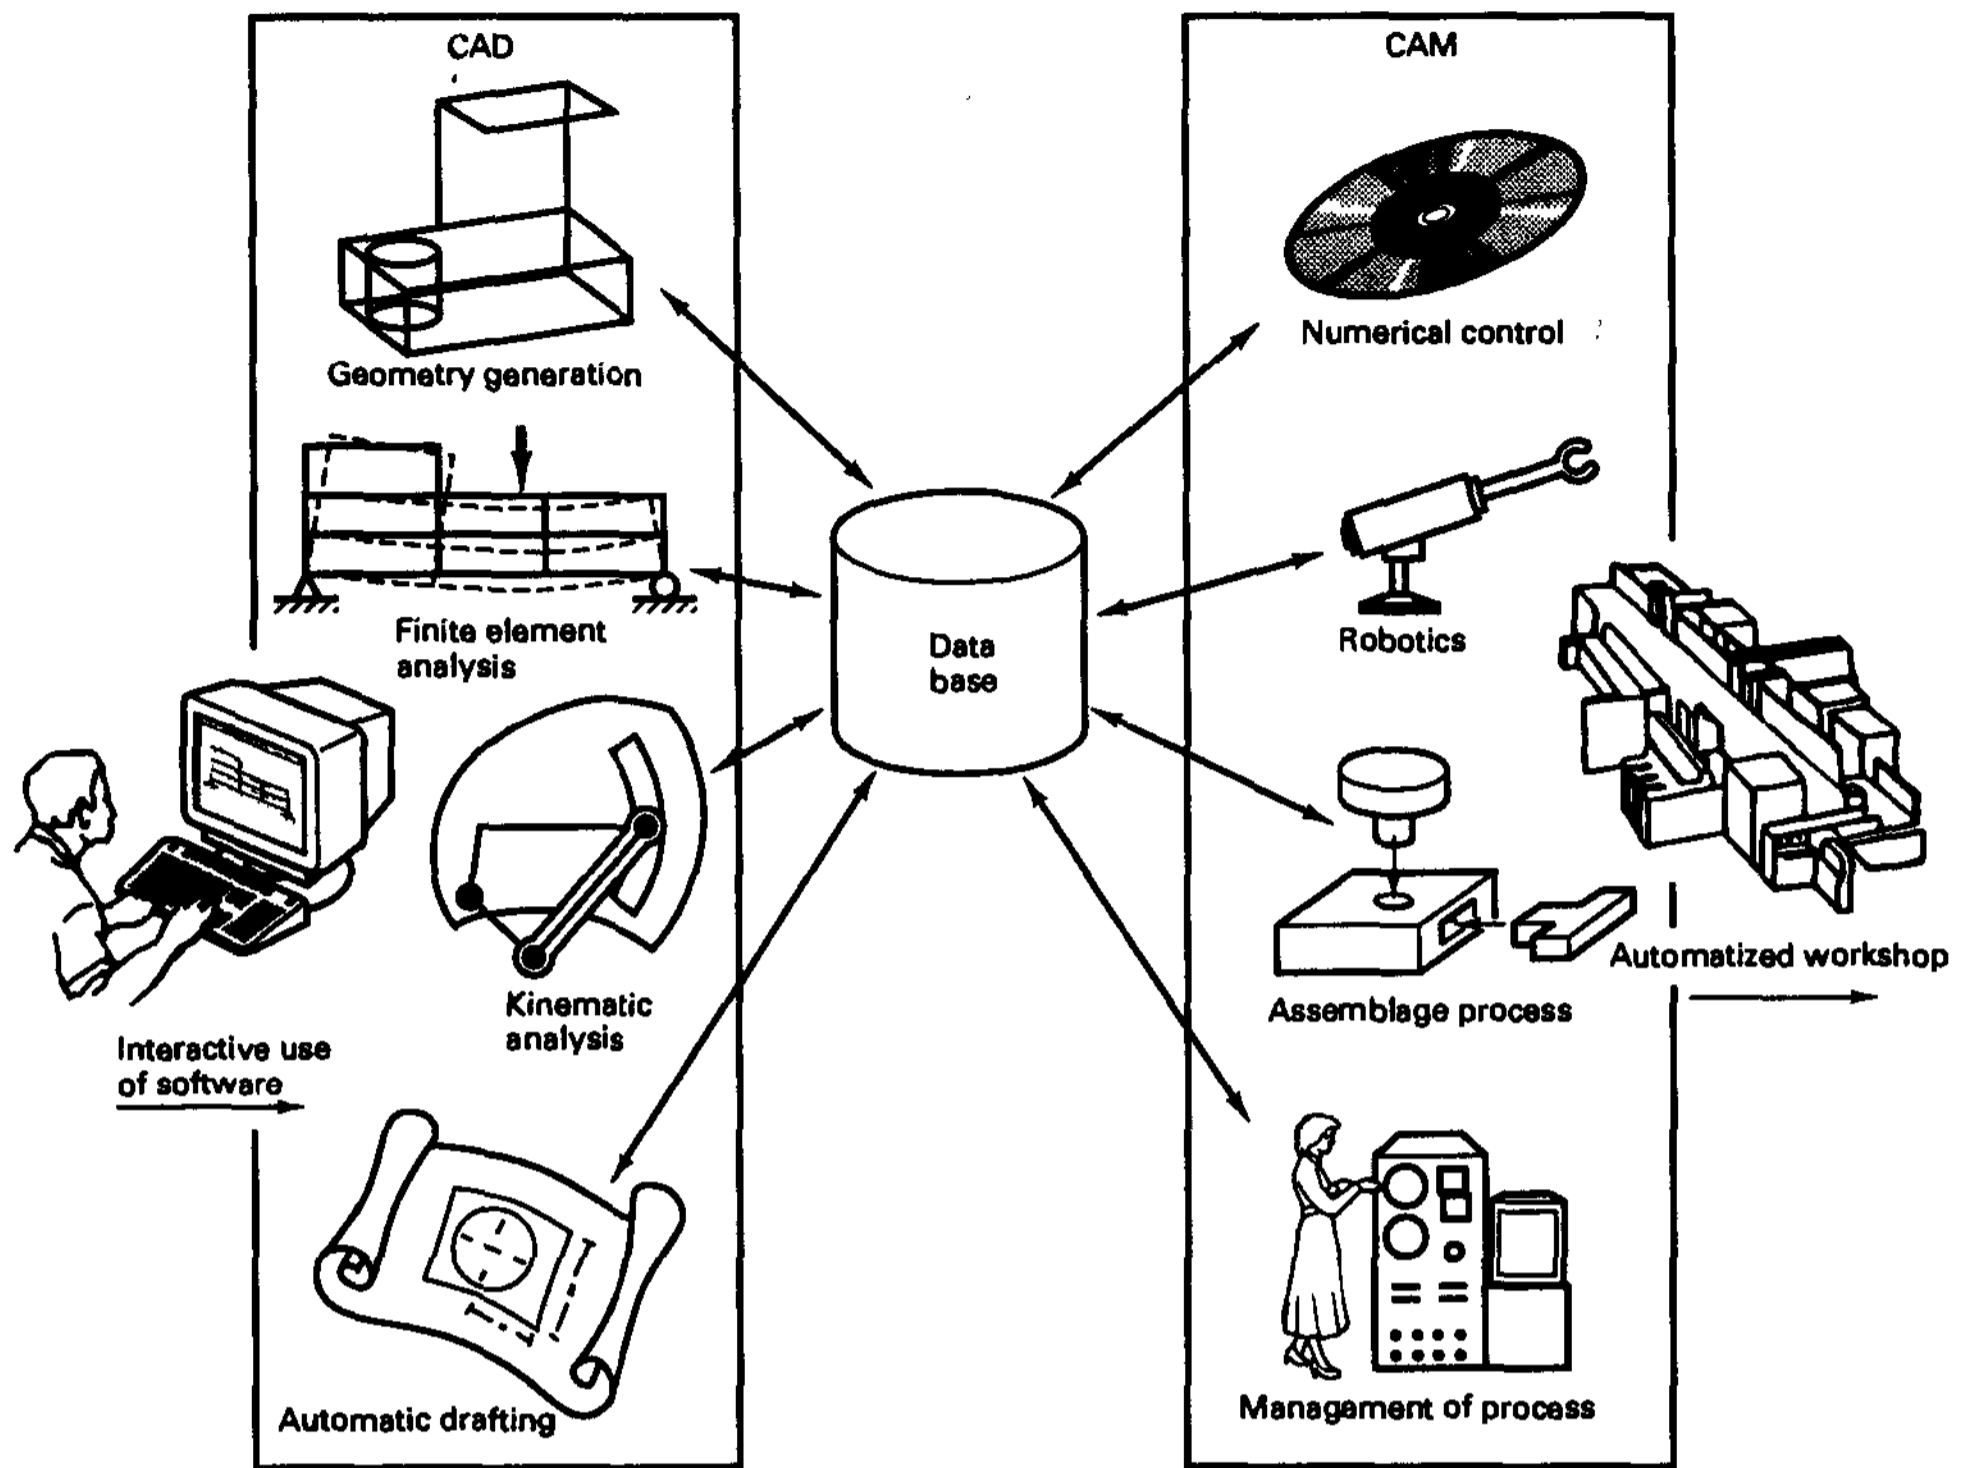 CAD
Geometry generation
Finite element
analysis
Interactive use
of software
Kinematic
analysis
Automatic drafting
Data
base
CAM
Numerical control
Robotics
Assemblage process
Automatized workshop
Management of process